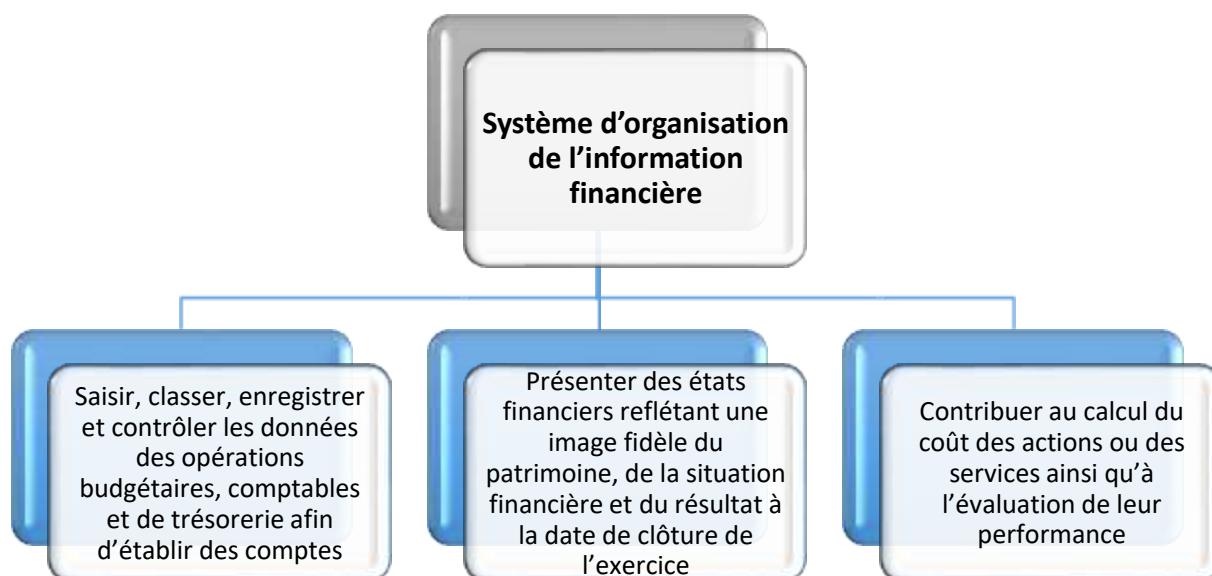 Système d’organisation
de l’information
financière
Saisir, classer, enregistrer
et contrôler les données
des opérations
budgétaires, comptables
et de trésorerie afin
d’établir des comptes
Présenter des états
financiers reflétant une
image fidèle du
patrimoine, de la situation
financière et du résultat à
la date de clôture de
l’exercice
Contribuer au calcul du
coût des actions ou des
services ainsi qu’à
l’évaluation de leur
performance